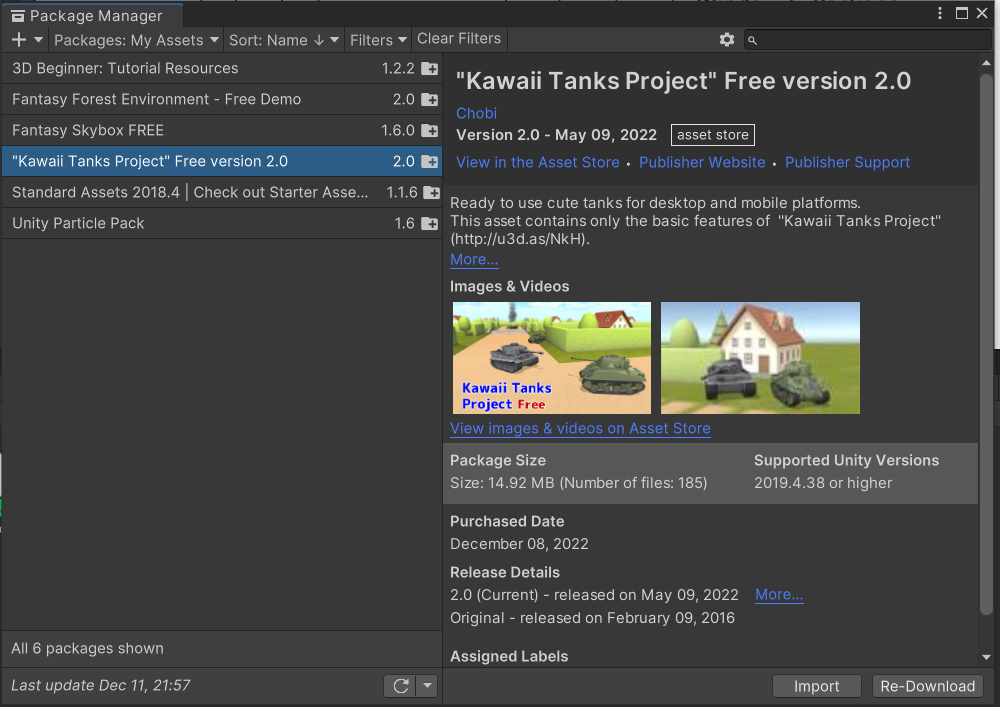 Package Manager
Packages: My Assets
Sort: Name ↓
Filters
Clear Filters
3D Beginner: Tutorial Resources 1.2.2
Fantasy Forest Environment - Free Demo 2.0
Fantasy Skybox FREE 1.6.0
"Kawaii Tanks Project" Free version 2.0 2.0
Standard Assets 2018.4 | Check out Starter Asse... 1.1.6
Unity Particle Pack 1.6
All 6 packages shown
Last update Dec 11, 21:57
"Kawaii Tanks Project" Free version 2.0
Chobi
Version 2.0 - May 09, 2022 asset store
View in the Asset Store • Publisher Website • Publisher Support
Ready to use cute tanks for desktop and mobile platforms.
This asset contains only the basic features of "Kawaii Tanks Project"
(http://u3d.as/NkH).
More...
Images & Videos
Kawaii Tanks
Project Free
View images & videos on Asset Store
Package Size
Size: 14.92 MB (Number of files: 185)
Supported Unity Versions
2019.4.38 or higher
Purchased Date
December 08, 2022
Release Details
2.0 (Current) - released on May 09, 2022 More...
Original - released on February 09, 2016
Assigned Labels
Import
Re-Download